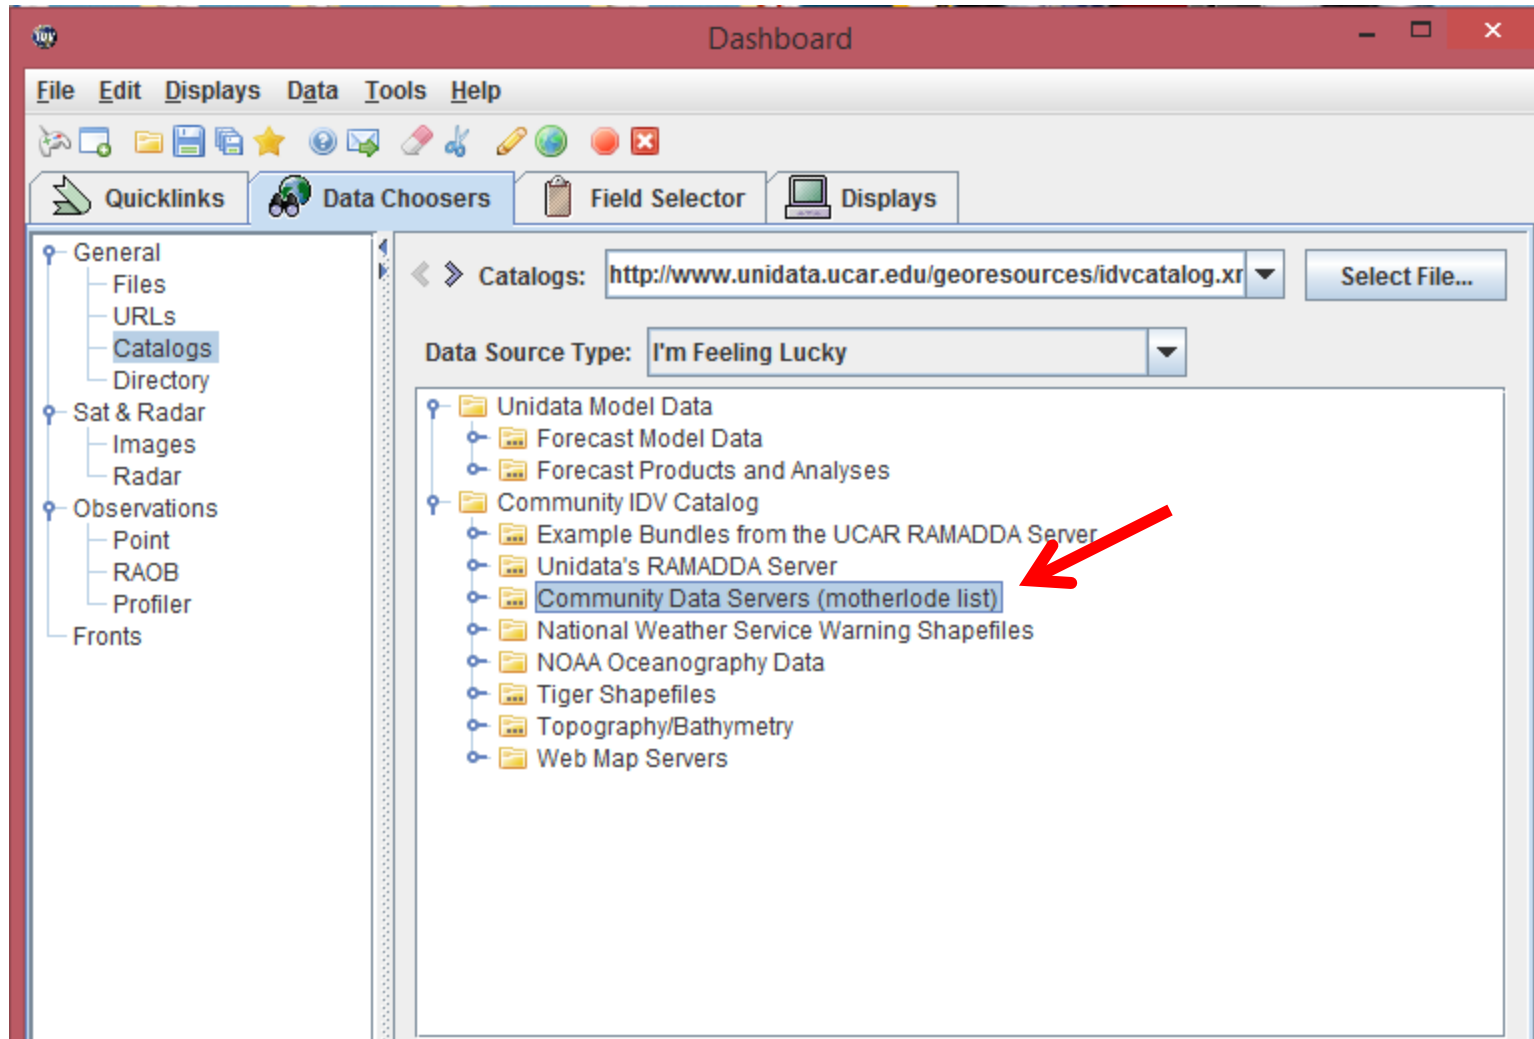 IDV
Dashboard
File Edit Displays Data Tools Help
Quicklinks Data Choosers Field Selector Displays
General
Files
URLs
Catalogs
Directory
Sat & Radar
Images
Radar
Observations
Point
RAOB
Profiler
Fronts
Catalogs: http://www.unidata.ucar.edu/georesources/idvcatalog.xr Select File...
Data Source Type: I'm Feeling Lucky
Unidata Model Data
Forecast Model Data
Forecast Products and Analyses
Community IDV Catalog
Example Bundles from the UCAR RAMADDA Server
Unidata's RAMADDA Server
Community Data Servers (motherlode list)
National Weather Service Warning Shapefiles
NOAA Oceanography Data
Tiger Shapefiles
Topography/Bathymetry
Web Map Servers